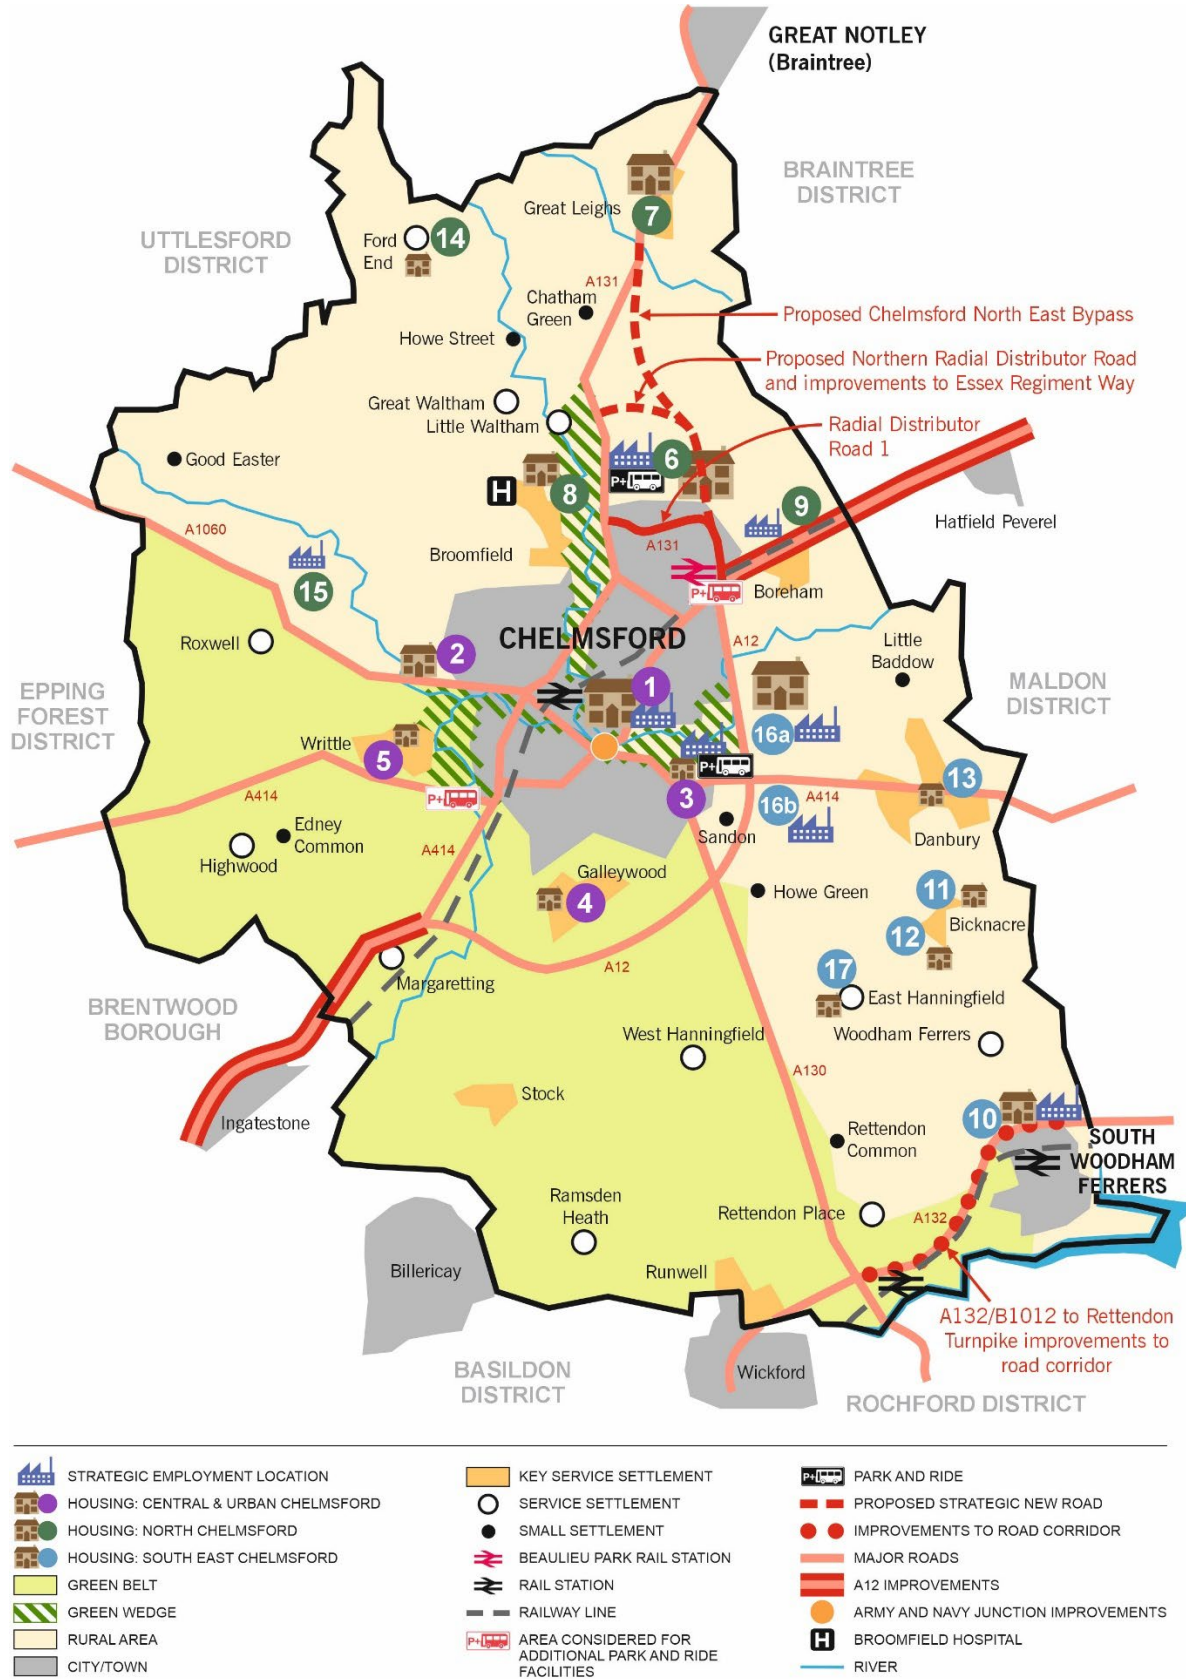 GREAT NOTLEY
(Braintree)
BRAINTREE
DISTRICT
Great Leighs
7
UTTLESFORD
DISTRICT
Ford
End
14
A131
Chatham
Green
Proposed Chelmsford North East Bypass
Howe Street
Proposed Northern Radial Distributor Road
and improvements to Essex Regiment Way
Great Waltham
Little Waltham
Radial Distributor
Road 1
Good Easter
6
P+
H
8
9
Hatfield Peverel
A1060
A131
Broomfield
15
P+
Boreham
CHELMSFORD
A12
Roxwell
2
Little
Baddow
EPPING
FOREST
DISTRICT
1
MALDON
DISTRICT
Writtle
5
16a
P+
A414
P+
3
16b
A414
13
Edney
Common
Sandon
Danbury
Highwood
A414
Galleywood
4
Howe Green
11
Bicknacre
12
A12
17
Margaretting
East Hanningfield
BRENTWOOD
BOROUGH
West Hanningfield
Woodham Ferrers
A130
Stock
Ingatestone
10
Rettendon
Common
SOUTH
WOODHAM
FERRERS
Ramsden
Heath
Rettendon Place
A132
Billericay
Runwell
A132/B1012 to Rettendon
Turnpike improvements to
road corridor
BASILDON
DISTRICT
Wickford
ROCHFORD DISTRICT
STRATEGIC EMPLOYMENT LOCATION
HOUSING: CENTRAL & URBAN CHELMSFORD
HOUSING: NORTH CHELMSFORD
HOUSING: SOUTH EAST CHELMSFORD
GREEN BELT
GREEN WEDGE
RURAL AREA
CITY/TOWN
KEY SERVICE SETTLEMENT
SERVICE SETTLEMENT
SMALL SETTLEMENT
BEAULIEU PARK RAIL STATION
RAIL STATION
RAILWAY LINE
P+
AREA CONSIDERED FOR
ADDITIONAL PARK AND RIDE
FACILITIES
P+
PARK AND RIDE
PROPOSED STRATEGIC NEW ROAD
IMPROVEMENTS TO ROAD CORRIDOR
MAJOR ROADS
A12 IMPROVEMENTS
ARMY AND NAVY JUNCTION IMPROVEMENTS
H
BROOMFIELD HOSPITAL
RIVER